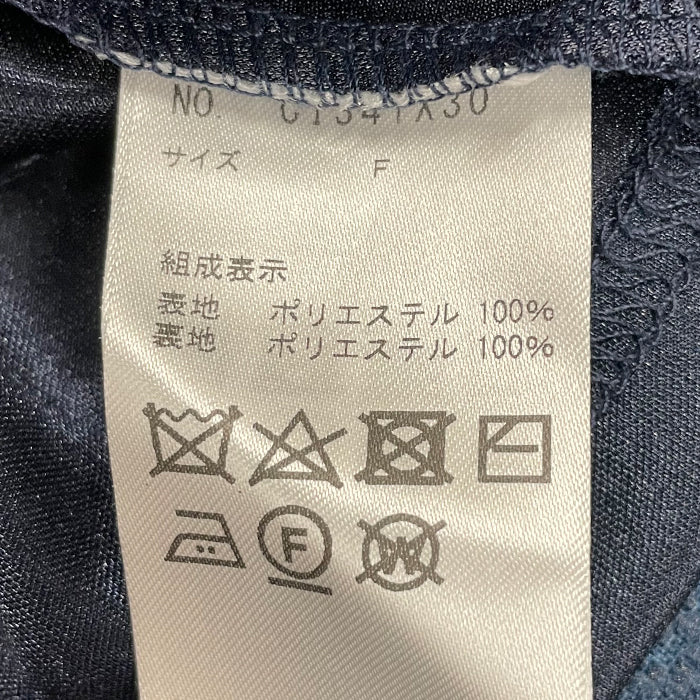 NO. C1341X30
サイズ F
組成表示
表地 ポリエステル 100%
裏地 ポリエステル 100%
F
W